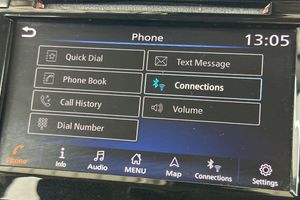 Phone
13:05
Quick Dial
Text Message
Phone Book
Connections
Call History
Volume
Dial Number
Phone
Info
Audio
MENU
Map
Connections
Settings